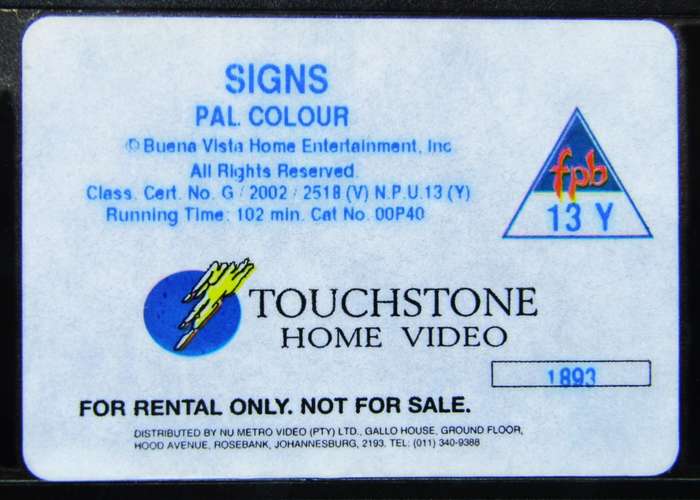 SIGNS
PAL. COLOUR
© Buena Vista Home Entertainment, Inc
All Rights Reserved.
Class. Cert. No. G / 2002 / 2518 (V) N.P.U.13 (Y)
Running Time: 102 min. Cat No. 00P40
fpb
13 Y
TOUCHSTONE
HOME VIDEO
1893
FOR RENTAL ONLY. NOT FOR SALE.
DISTRIBUTED BY NU METRO VIDEO (PTY) LTD., GALLO HOUSE, GROUND FLOOR,
HOOD AVENUE, ROSEBANK, JOHANNESBURG, 2193. TEL: (011) 340-9388